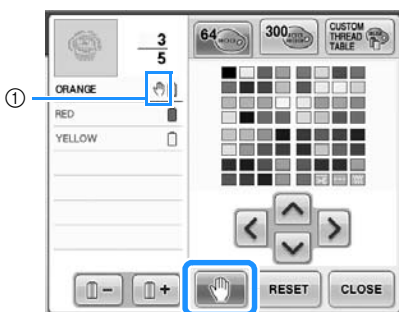 3
5
64
300
CUSTOM
THREAD
TABLE
①
ORANGE
RED
YELLOW
RESET
CLOSE